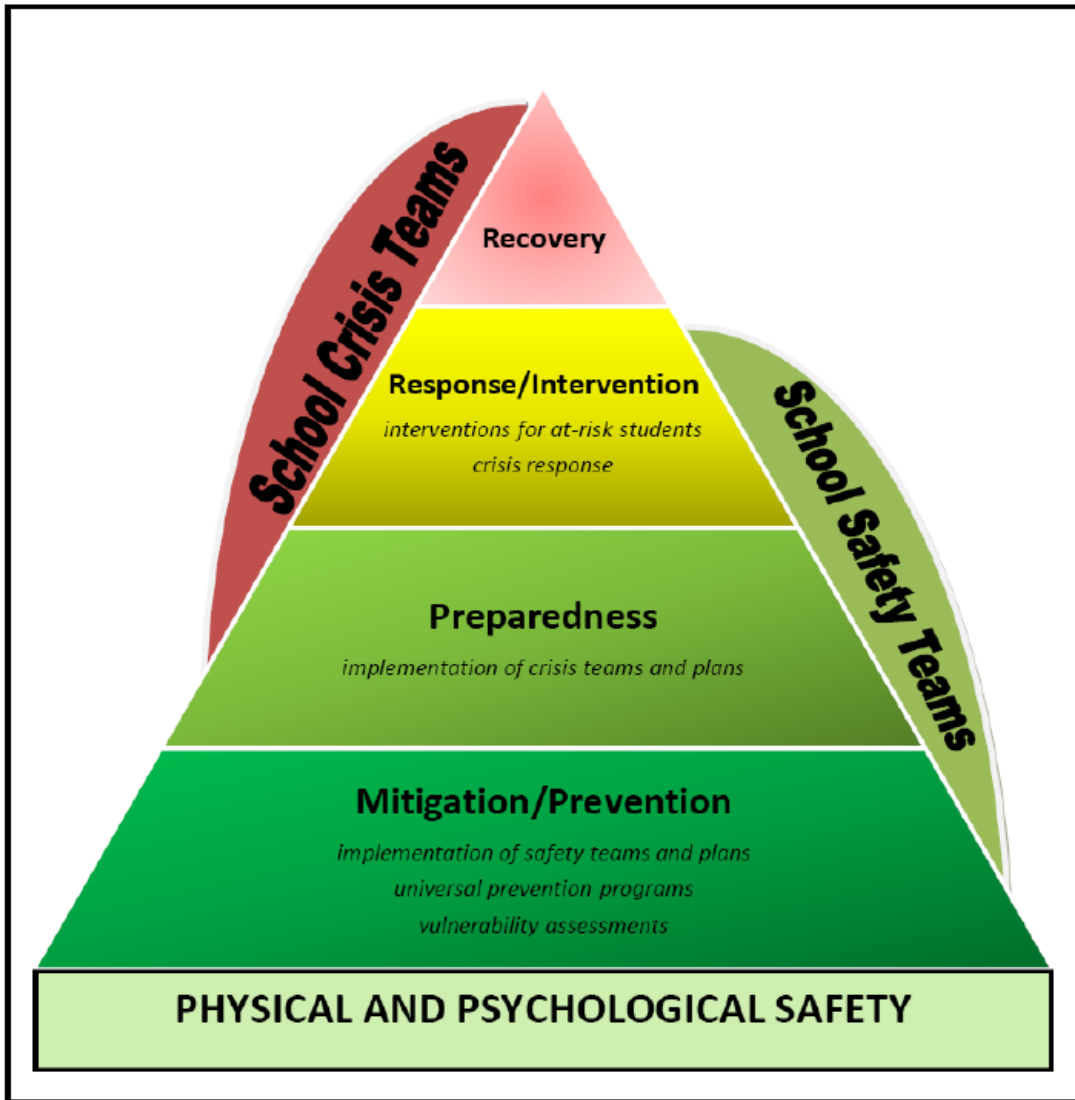 School Crisis Teams
Recovery
Response/Intervention
interventions for at-risk students
crisis response
School Safety Teams
Preparedness
implementation of crisis teams and plans
Mitigation/Prevention
implementation of safety teams and plans
universal prevention programs
vulnerability assessments
PHYSICAL AND PSYCHOLOGICAL SAFETY